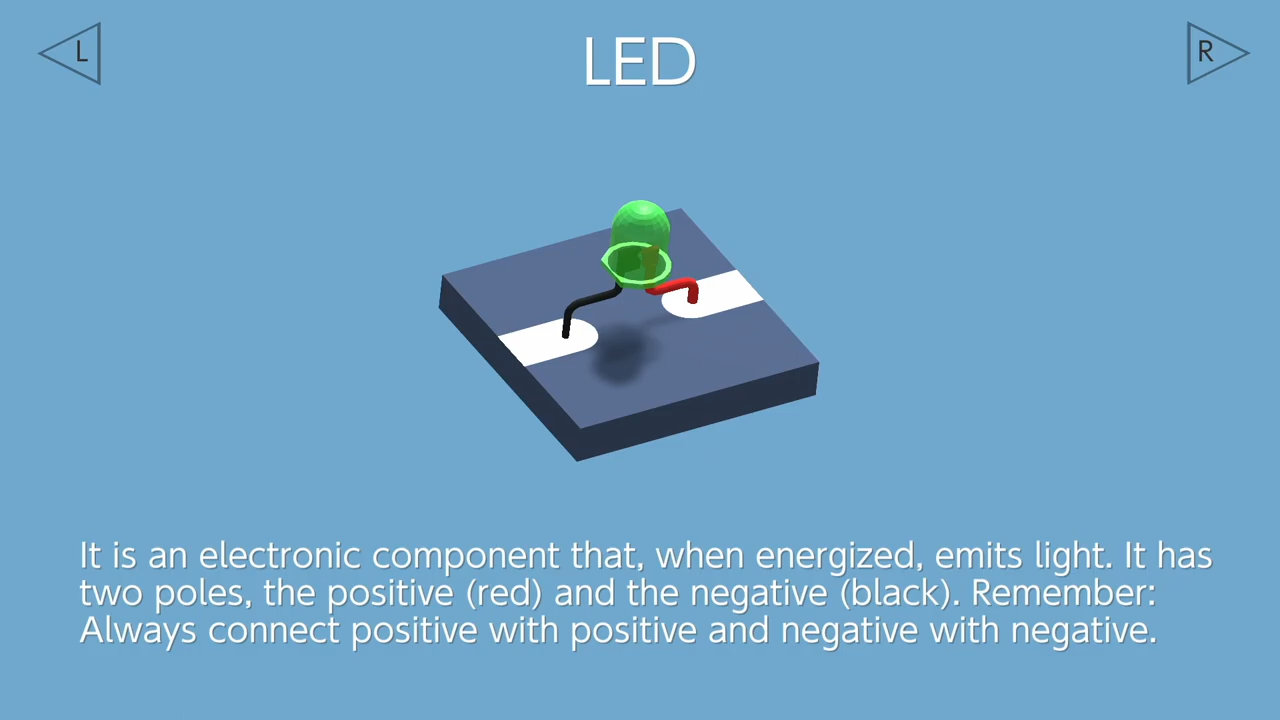 L
LED
R
It is an electronic component that, when energized, emits light. It has
two poles, the positive (red) and the negative (black). Remember:
Always connect positive with positive and negative with negative.